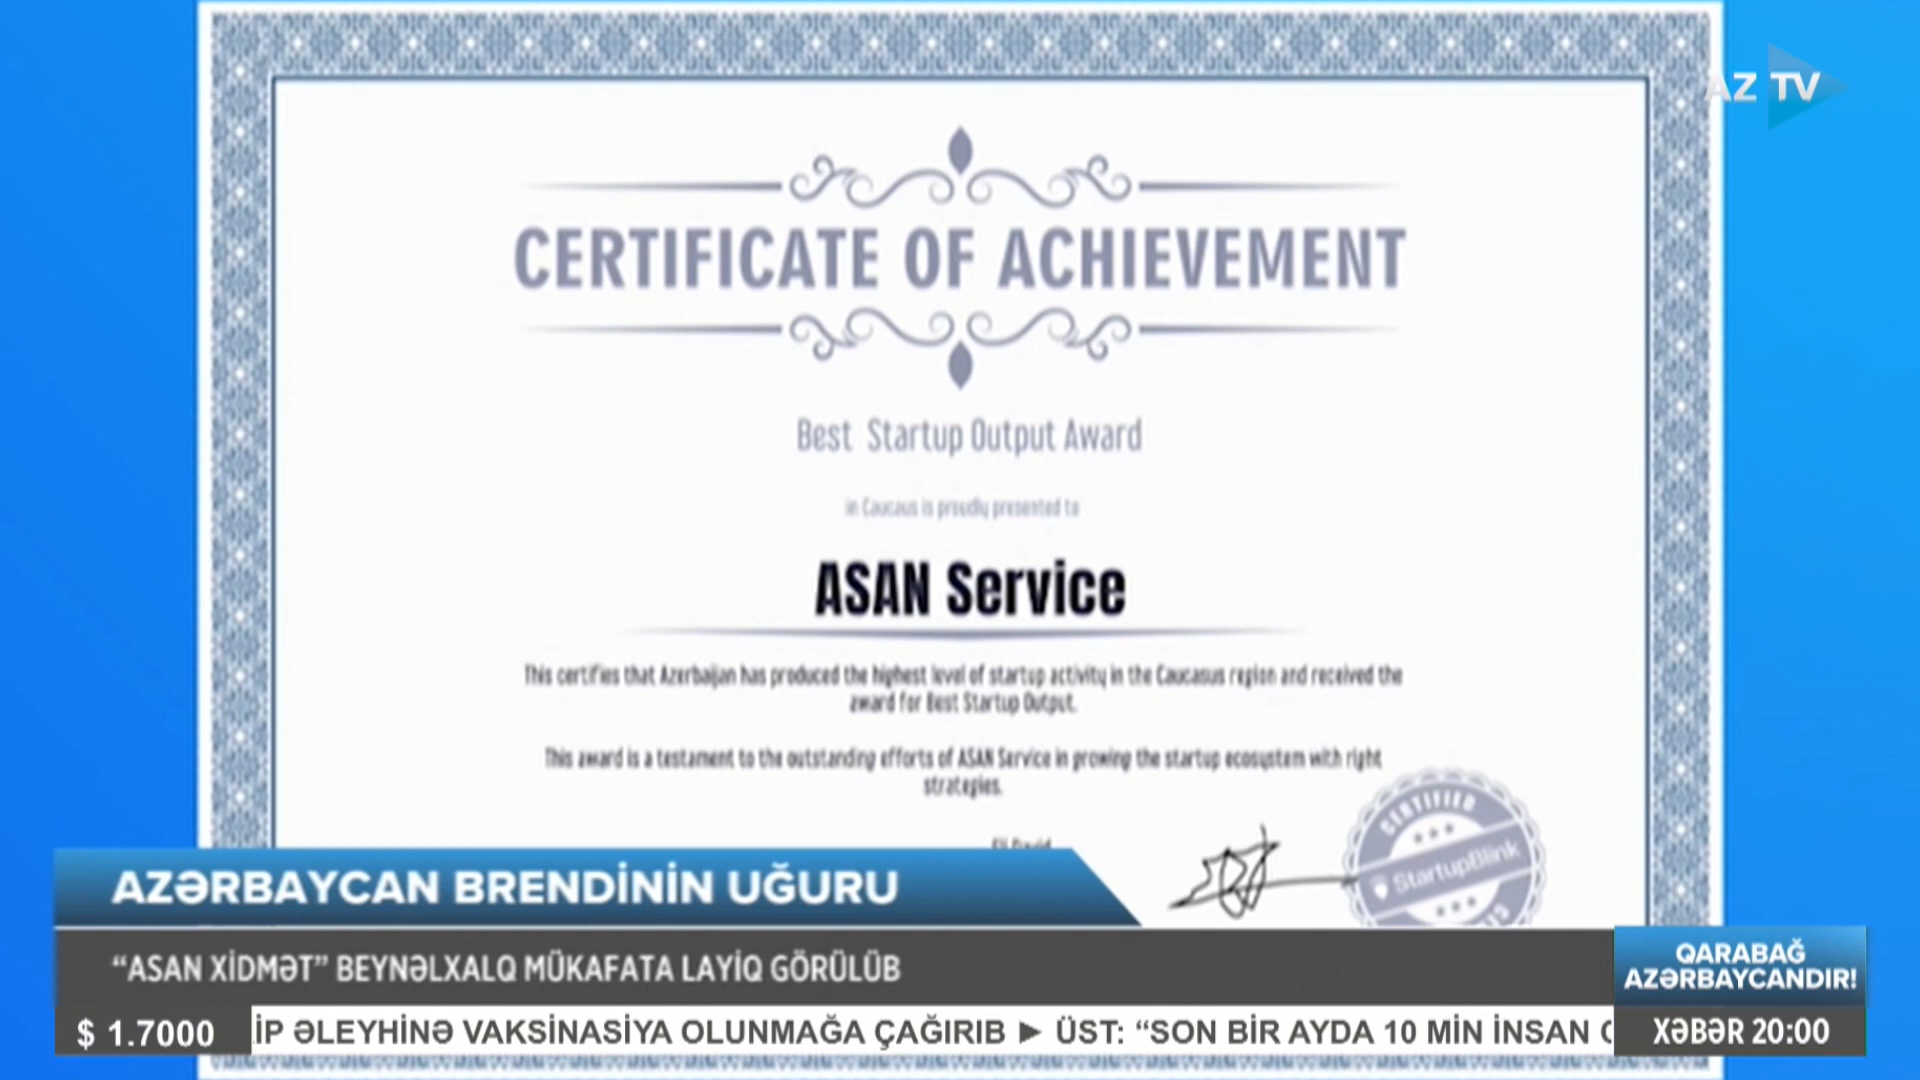 AZ TV
CERTIFICATE OF ACHIEVEMENT
Best Startup Output Award
in Caucaus is proudly presented to
ASAN Service
This certifies that Azerbaijan has produced the highest level of startup activity in the Caucasus region and received the
award for Best Startup Output.
This award is a testament to the outstanding efforts of ASAN Service in growing the startup ecosystem with right
strategies.
CERTIFIED
StartupBlink
AZƏRBAYCAN BRENDİNİN UĞURU
“ASAN XİDMƏT” BEYNƏLXALQ MÜKAFATA LAYİQ GÖRÜLÜB
QARABAĞ
AZƏRBAYCANDIR!
$ 1.7000
İP ƏLEYHİNƏ VAKSİNASİYA OLUNMAĞA ÇAĞIRIB ► ÜST: “SON BİR AYDA 10 MİN İNSAN
XƏBƏR 20:00